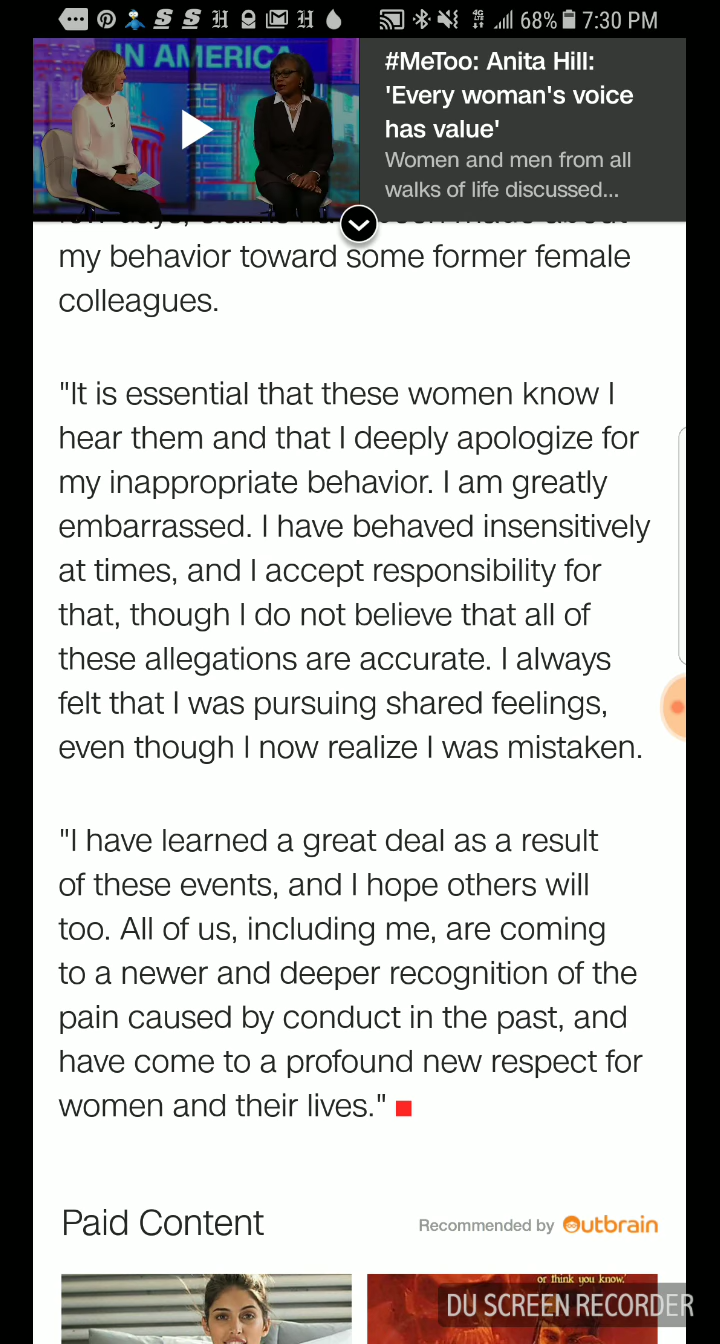 68% 7:30 PM
IN AMERICA
#MeToo: Anita Hill:
'Every woman's voice
has value'
Women and men from all
walks of life discussed...
my behavior toward some former female
colleagues.
"It is essential that these women know I
hear them and that I deeply apologize for
my inappropriate behavior. I am greatly
embarrassed. I have behaved insensitively
at times, and I accept responsibility for
that, though I do not believe that all of
these allegations are accurate. I always
felt that I was pursuing shared feelings,
even though I now realize I was mistaken.
"I have learned a great deal as a result
of these events, and I hope others will
too. All of us, including me, are coming
to a newer and deeper recognition of the
pain caused by conduct in the past, and
have come to a profound new respect for
women and their lives."
Paid Content
Recommended by Outbrain
or think you know.'
DU SCREEN RECORDER